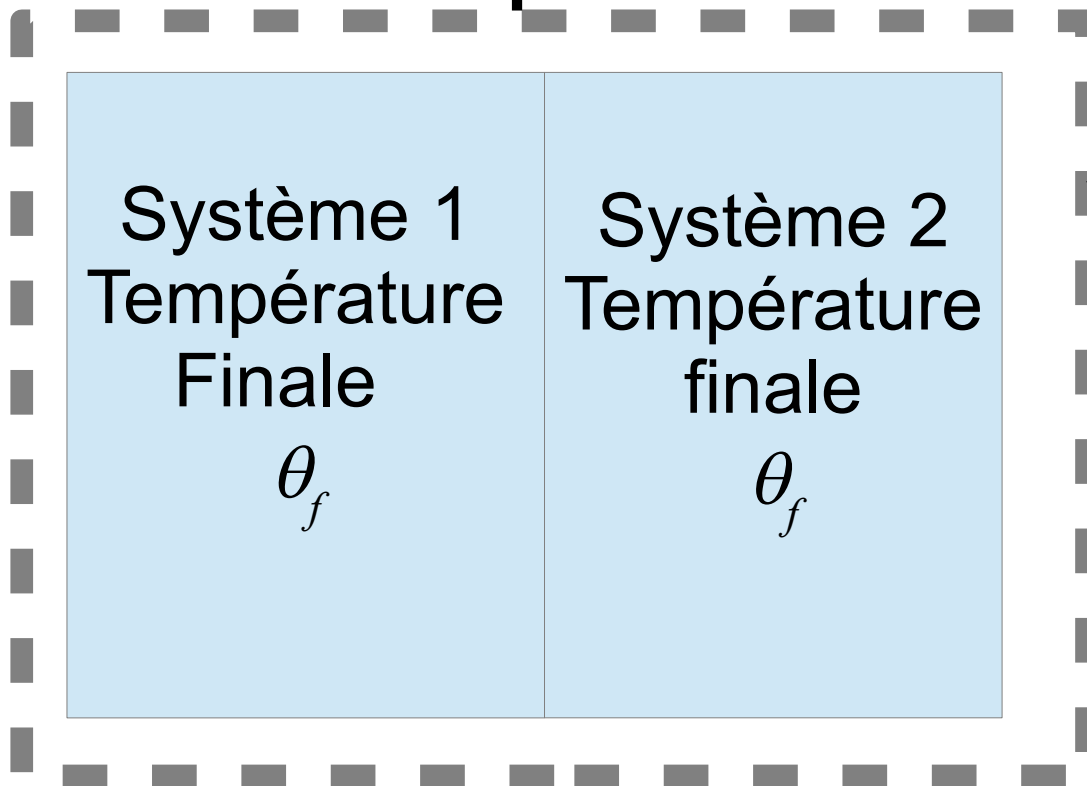 Système 1
Température
Finale
θf
Système 2
Température
finale
θf